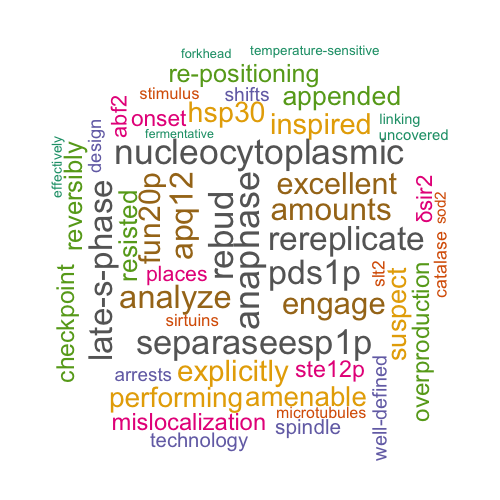 forkhead
temperature-sensitive
re-positioning
stimulus
shifts
appended
abf2
onset
hsp30
inspired
linking
fermentative
uncovered
effectively
reversibly
design
nucleocytoplasmic
late-s-phase
resisted
fun20p
apq12
rebud
anaphase
excellent
amounts
rereplicate
δsir2
sod2
catalase
places
pds1p
slt2
suspect
overproduction
checkpoint
analyze
engage
sirtuins
separaseesp1p
arrests
explicitly
ste12p
well-defined
performing
amenable
microtubules
mislocalization
spindle
technology